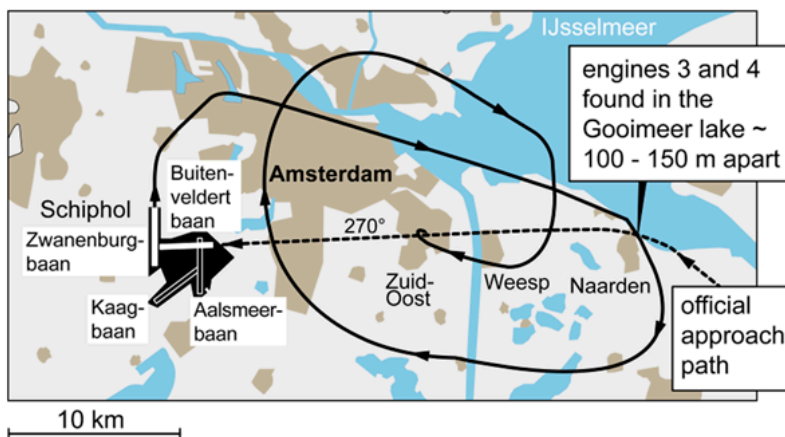 IJsselmeer
engines 3 and 4
found in the
Gooimeer lake ~
100 - 150 m apart
Amsterdam
Buiten-
veldert
baan
Schiphol
Zwanenburg-
baan
270°
Kaag-
baan
Aalsmeer-
baan
Zuid-
Oost
Weesp
Naarden
official
approach
path
10 km